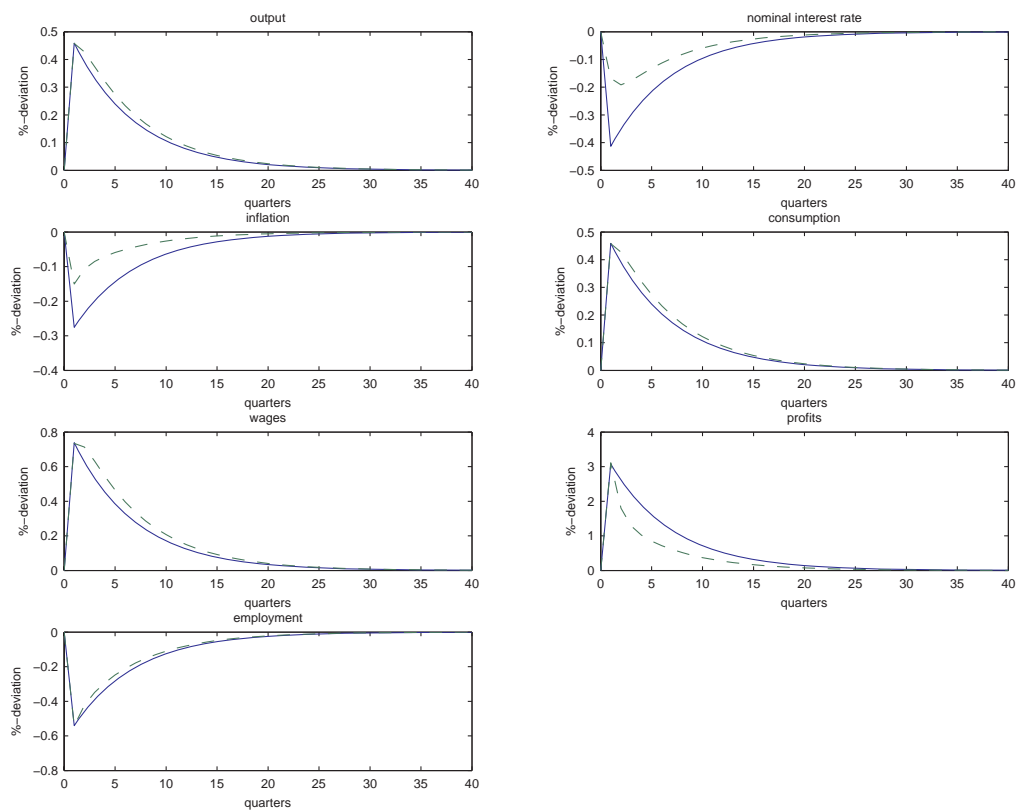 output
%−deviation
0.5
0.4
0.3
0.2
0.1
0
0 5 10 15 20 25 30 35 40
quarters
nominal interest rate
%−deviation
0
−0.1
−0.2
−0.3
−0.4
−0.5
0 5 10 15 20 25 30 35 40
quarters
inflation
%−deviation
0
−0.1
−0.2
−0.3
−0.4
0 5 10 15 20 25 30 35 40
quarters
consumption
%−deviation
0.5
0.4
0.3
0.2
0.1
0
0 5 10 15 20 25 30 35 40
quarters
wages
%−deviation
0.8
0.6
0.4
0.2
0
0 5 10 15 20 25 30 35 40
quarters
profits
%−deviation
4
3
2
1
0
0 5 10 15 20 25 30 35 40
quarters
employment
%−deviation
0
−0.2
−0.4
−0.6
−0.8
0 5 10 15 20 25 30 35 40
quarters